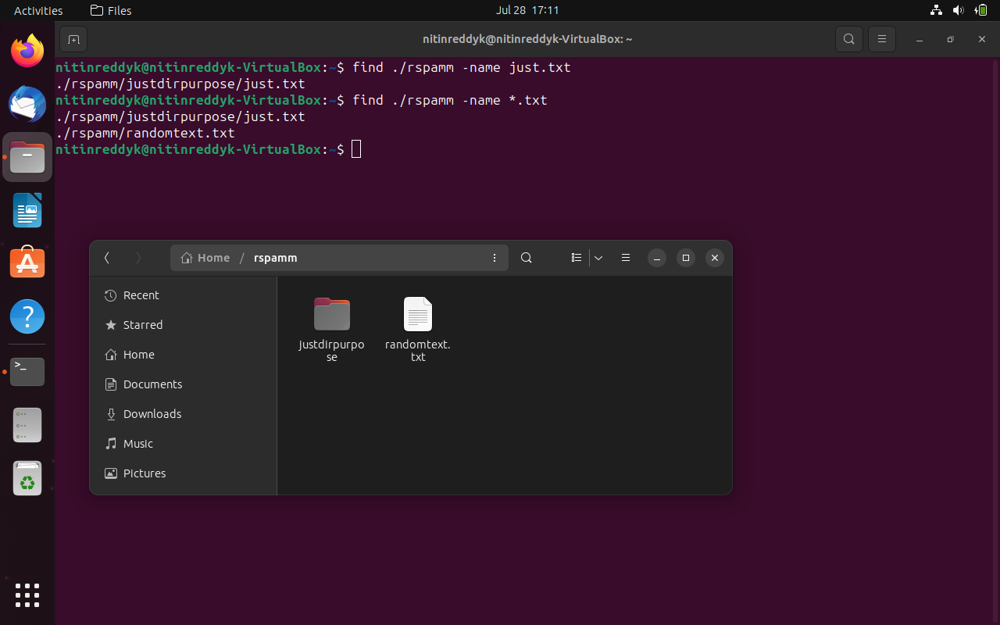 Activities Files Jul 28 17:11
nitinreddyk@nitinreddyk-VirtualBox: ~
nitinreddyk@nitinreddyk-VirtualBox:~$ find ./rspamm -name just.txt
./rspamm/justdirpurpose/just.txt
nitinreddyk@nitinreddyk-VirtualBox:~$ find ./rspamm -name *.txt
./rspamm/justdirpurpose/just.txt
./rspamm/randomtext.txt
nitinreddyk@nitinreddyk-VirtualBox:~$
Home / rspamm
Recent
Starred
Home
Documents
Downloads
Music
Pictures
justdirpurpo
se
randomtext.
txt